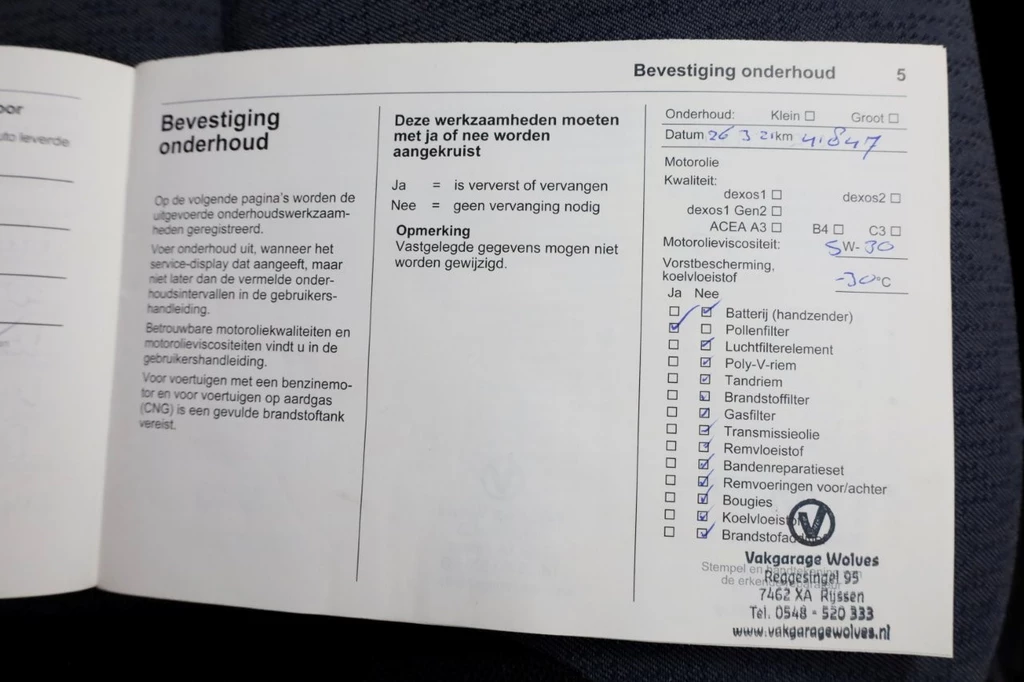 oor
uto leverde
Bevestiging onderhoud 5
Bevestiging
onderhoud
Op de volgende pagina's worden de
uitgevoerde onderhoudswerkzaam-
heden geregistreerd.
Voer onderhoud uit, wanneer het
service-display dat aangeeft, maar
niet later dan de vermelde onder-
houdsintervallen in de gebruikers-
handleiding.
Betrouwbare motoroliekwaliteiten en
motorolieviscositeiten vindt u in de
gebruikershandleiding.
Voor voertuigen met een benzinemo-
tor en voor voertuigen op aardgas
(CNG) is een gevulde brandstoftank
vereist.
Deze werkzaamheden moeten
met ja of nee worden
aangekruist
Ja = is ververst of vervangen
Nee = geen vervanging nodig
Opmerking
Vastgelegde gegevens mogen niet
worden gewijzigd.
Onderhoud: Klein ☐ Groot ☐
Datum 26 3 21 km 41847
Motorolie
Kwaliteit:
dexos1 ☐ dexos2 ☐
dexos1 Gen2 ☐
ACEA A3 ☐ B4 ☐ C3 ☐
Motorolieviscositeit: 5W-30
Vorstbescherming,
koelvloeistof -30°C
Ja Nee
☐ ☑ Batterij (handzender)
☑ ☐ Pollenfilter
☐ ☑ Luchtfilterelement
☐ ☑ Poly-V-riem
☐ ☑ Tandriem
☐ ☑ Brandstoffilter
☐ ☑ Gasfilter
☐ ☑ Transmissieolie
☐ ☑ Remvloeistof
☐ ☑ Bandenreparatieset
☐ ☑ Remvoeringen voor/achter
☐ ☑ Bougies
☐ ☑ Koelvloeistof
☐ ☑ Brandstofad
V
Vakgarage Wolves
Stempel en handtekening
Reggesingel 95
de erken
7462 XA Rijssen
Tel. 0548 - 520 333
www.vakgaragewolves.nl